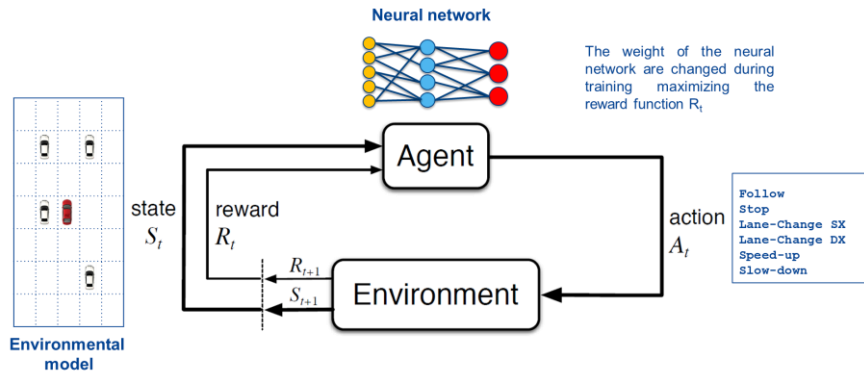 Neural network
The weight of the neural
network are changed during
training maximizing the
reward function Rₜ
Agent
state
Sₜ
reward
Rₜ
action
Aₜ
Follow
Stop
Lane-Change SX
Lane-Change DX
Speed-up
Slow-down
Rₜ₊₁
Sₜ₊₁
Environment
Environmental
model